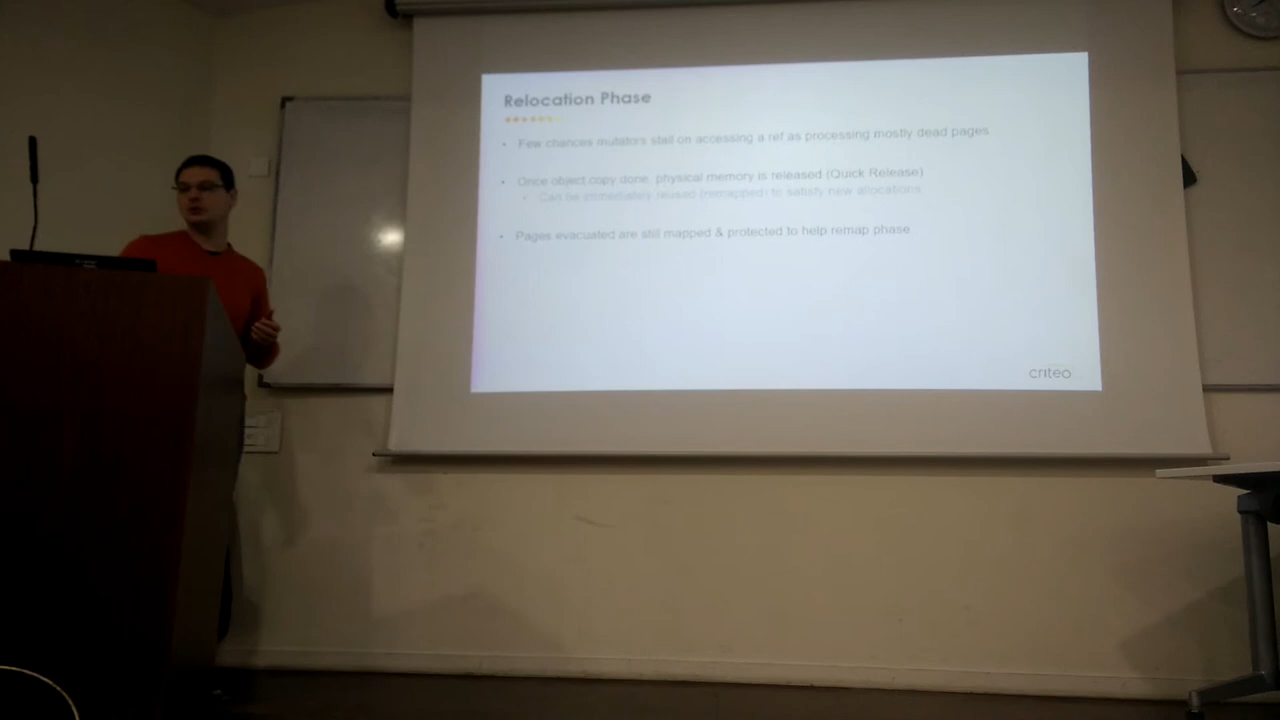 Relocation Phase
Few chances mutators stall on accessing a ref as processing mostly dead pages
Once object copy done, physical memory is released (Quick Release)
Can be immediately reused (remapped) to satisfy new allocations
Pages evacuated are still mapped & protected to help remap phase
criteo